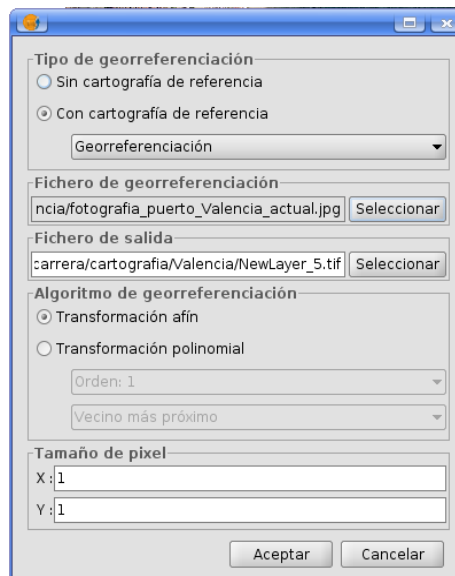 Tipo de georreferenciación
Sin cartografía de referencia
Con cartografía de referencia
Georreferenciación
Fichero de georreferenciación
ncia/fotografia_puerto_Valencia_actual.jpg Seleccionar
Fichero de salida
carrera/cartografia/Valencia/NewLayer_5.tif Seleccionar
Algoritmo de georreferenciación
Transformación afín
Transformación polinomial
Orden: 1
Vecino más próximo
Tamaño de pixel
X : 1
Y : 1
Aceptar Cancelar